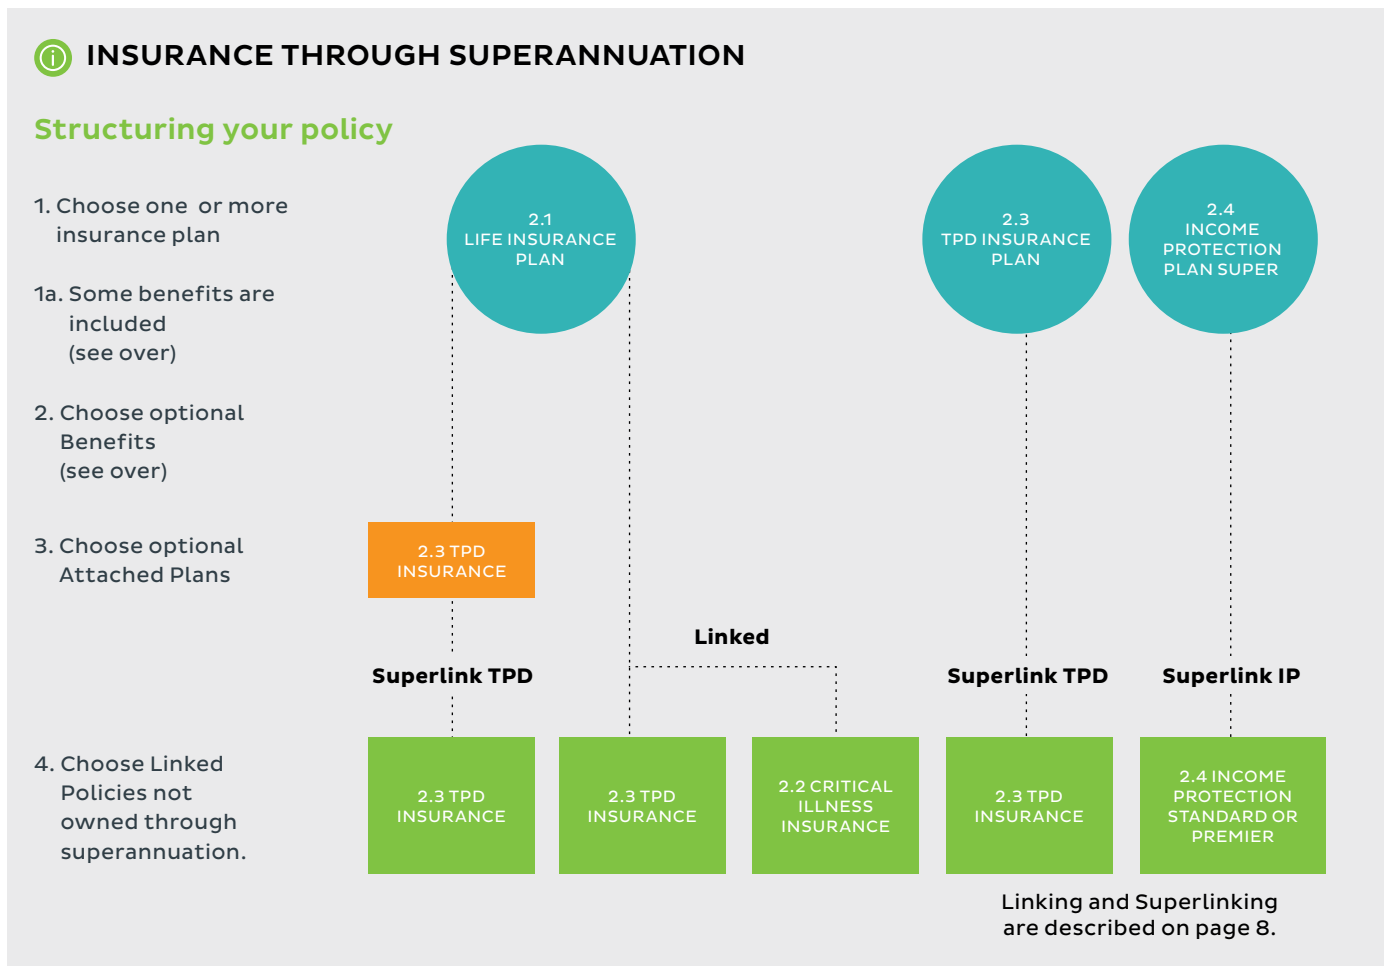 INSURANCE THROUGH SUPERANNUATION
Structuring your policy
1. Choose one or more
insurance plan
1a. Some benefits are
included
(see over)
2. Choose optional
Benefits
(see over)
3. Choose optional
Attached Plans
4. Choose Linked
Policies not
owned through
superannuation.
2.1
LIFE INSURANCE
PLAN
2.3
TPD INSURANCE
PLAN
2.4
INCOME
PROTECTION
PLAN SUPER
2.3 TPD
INSURANCE
Linked
Superlink TPD
Superlink TPD
Superlink IP
2.3 TPD
INSURANCE
2.3 TPD
INSURANCE
2.2 CRITICAL
ILLNESS
INSURANCE
2.3 TPD
INSURANCE
2.4 INCOME
PROTECTION
STANDARD OR
PREMIER
Linking and Superlinking
are described on page 8.